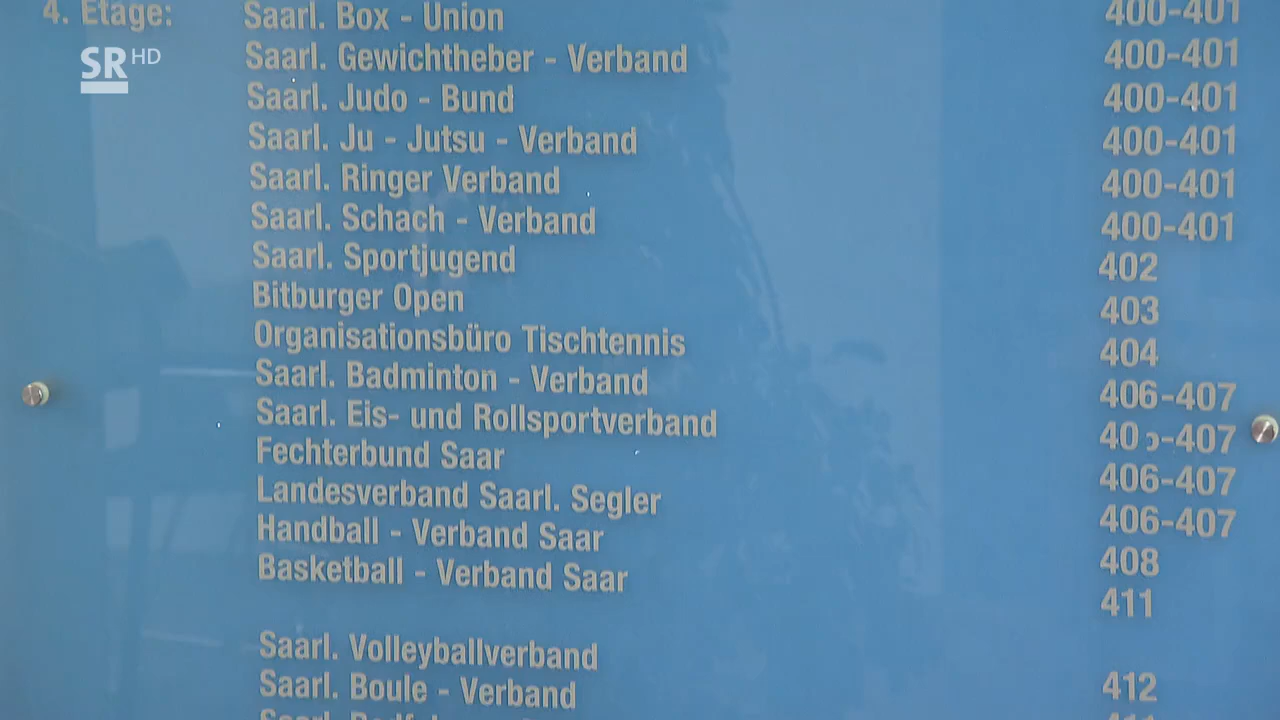 SR HD
4. Etage: Saarl. Box - Union 400-401
Saarl. Gewichtheber - Verband 400-401
Saarl. Judo - Bund 400-401
Saarl. Ju - Jutsu - Verband 400-401
Saarl. Ringer Verband 400-401
Saarl. Schach - Verband 400-401
Saarl. Sportjugend 402
Bitburger Open 403
Organisationsbüro Tischtennis 404
Saarl. Badminton - Verband 406-407
Saarl. Eis- und Rollsportverband 406-407
Fechterbund Saar 406-407
Landesverband Saarl. Segler 406-407
Handball - Verband Saar 408
Basketball - Verband Saar 411
Saarl. Volleyballverband 412
Saarl. Boule - Verband